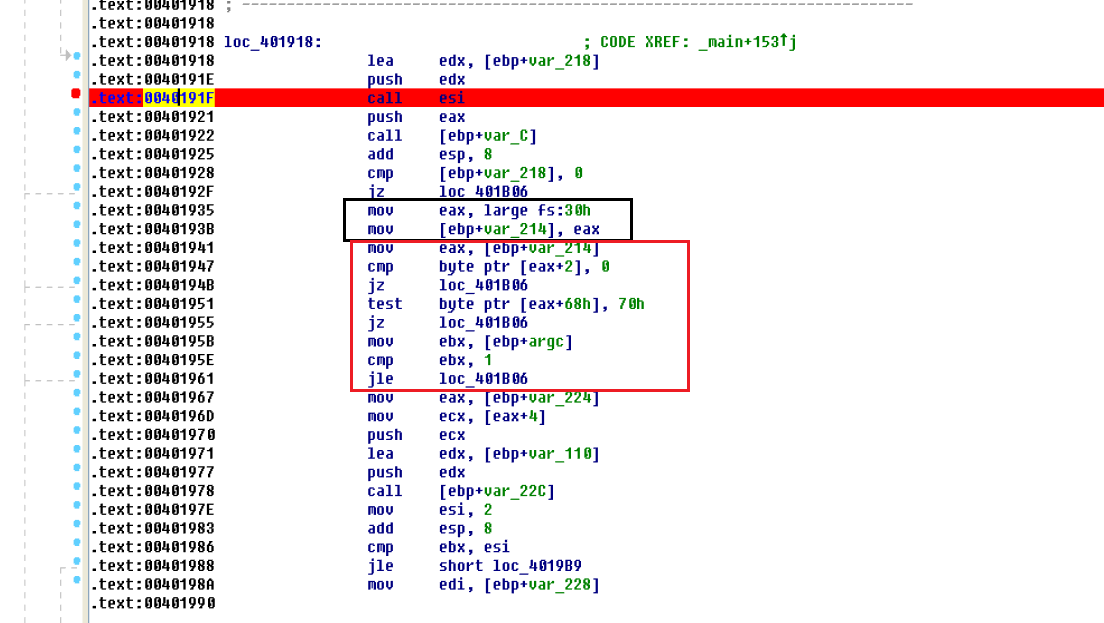 .text:00401918 ; ---------------------------------------------------------------------------
.text:00401918
.text:00401918 loc_401918: ; CODE XREF: _main+153↑j
.text:00401918 lea edx, [ebp+var_218]
.text:0040191E push edx
.text:0040191F call esi
.text:00401921 push eax
.text:00401922 call [ebp+var_C]
.text:00401925 add esp, 8
.text:00401928 cmp [ebp+var_218], 0
.text:0040192F jz loc_401B06
.text:00401935 mov eax, large fs:30h
.text:0040193B mov [ebp+var_214], eax
.text:00401941 mov eax, [ebp+var_214]
.text:00401947 cmp byte ptr [eax+2], 0
.text:0040194B jz loc_401B06
.text:00401951 test byte ptr [eax+68h], 70h
.text:00401955 jz loc_401B06
.text:0040195B mov ebx, [ebp+argc]
.text:0040195E cmp ebx, 1
.text:00401961 jle loc_401B06
.text:00401967 mov eax, [ebp+var_224]
.text:0040196D mov ecx, [eax+4]
.text:00401970 push ecx
.text:00401971 lea edx, [ebp+var_110]
.text:00401977 push edx
.text:00401978 call [ebp+var_22C]
.text:0040197E mov esi, 2
.text:00401983 add esp, 8
.text:00401986 cmp ebx, esi
.text:00401988 jle short loc_4019B9
.text:0040198A mov edi, [ebp+var_228]
.text:00401990